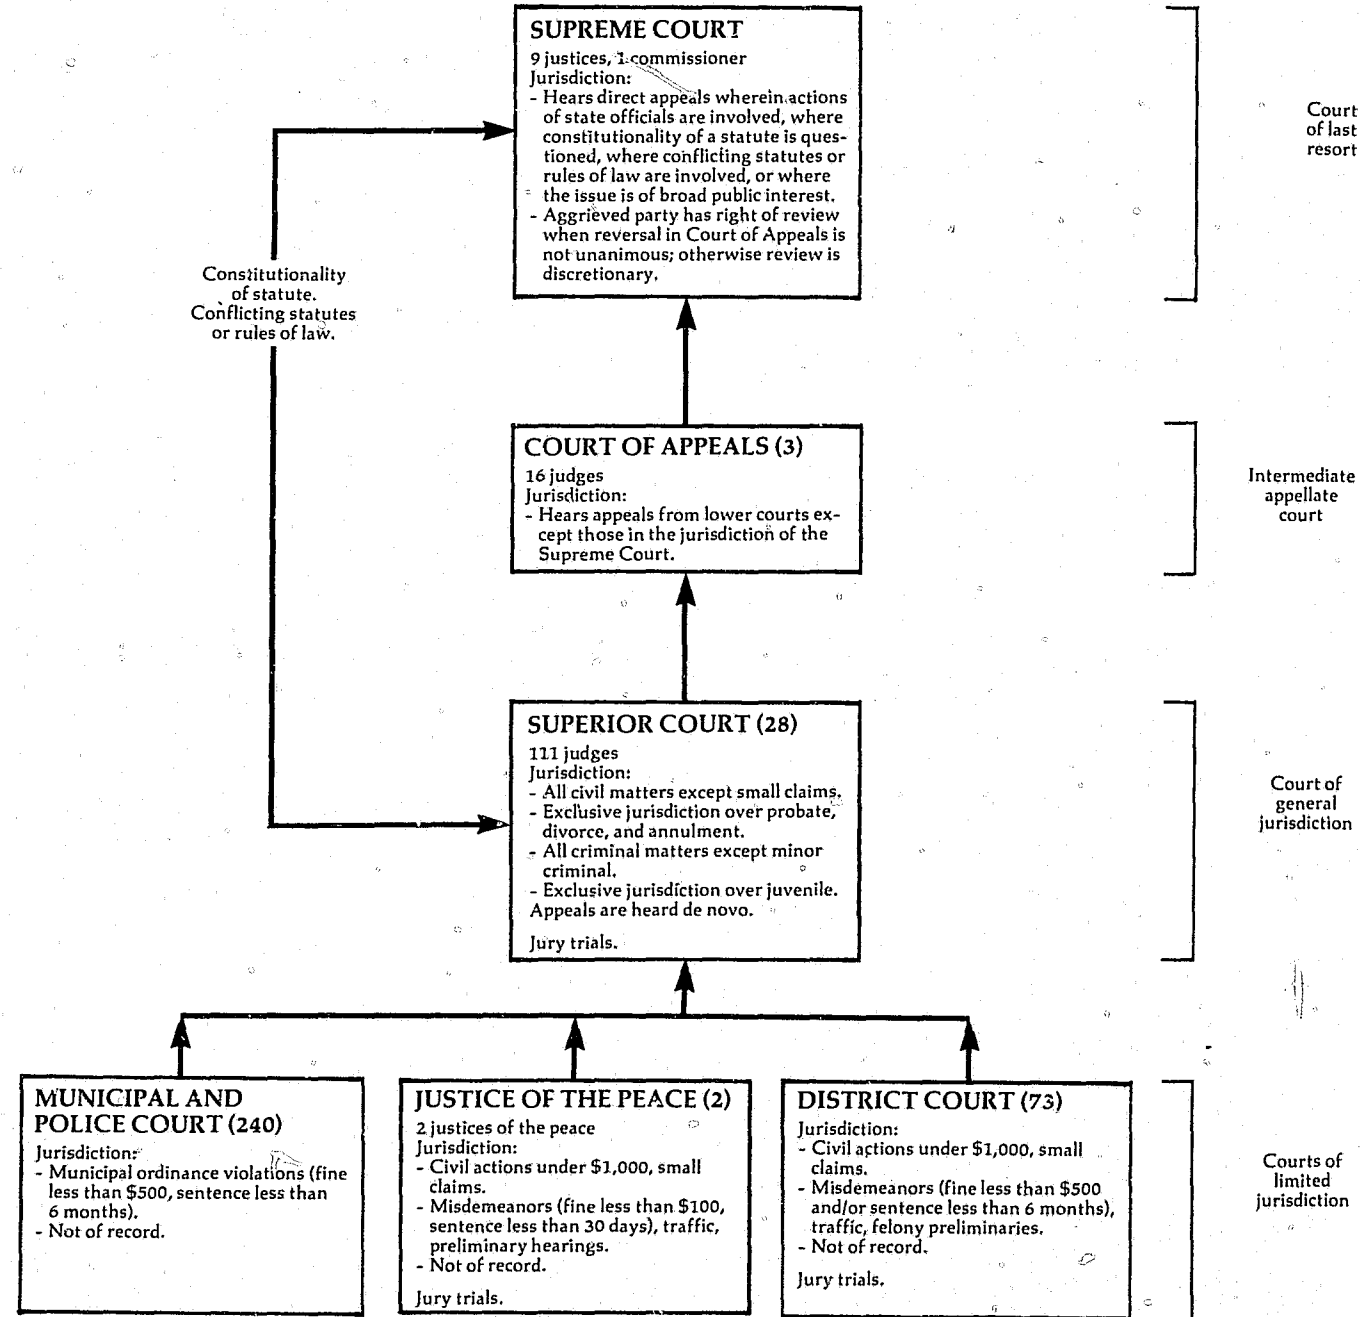 SUPREME COURT
9 justices, 1 commissioner
Jurisdiction:
- Hears direct appeals wherein actions
of state officials are involved, where
constitutionality of a statute is ques-
tioned, where conflicting statutes or
rules of law are involved, or where
the issue is of broad public interest.
- Aggrieved party has right of review
when reversal in Court of Appeals is
not unanimous; otherwise review is
discretionary.
Court
of last
resort
Constitutionality
of statute.
Conflicting statutes
or rules of law.
COURT OF APPEALS (3)
16 judges
Jurisdiction:
- Hears appeals from lower courts ex-
cept those in the jurisdiction of the
Supreme Court.
Intermediate
appellate
court
SUPERIOR COURT (28)
111 judges
Jurisdiction:
- All civil matters except small claims.
- Exclusive jurisdiction over probate,
divorce, and annulment.
- All criminal matters except minor
criminal.
- Exclusive jurisdiction over juvenile.
Appeals are heard de novo.
Jury trials.
Court of
general
jurisdiction
MUNICIPAL AND
POLICE COURT (240)
Jurisdiction:
- Municipal ordinance violations (fine
less than $500, sentence less than
6 months).
- Not of record.
JUSTICE OF THE PEACE (2)
2 justices of the peace
Jurisdiction:
- Civil actions under $1,000, small
claims.
- Misdemeanors (fine less than $100,
sentence less than 30 days), traffic,
preliminary hearings.
- Not of record.
Jury trials.
DISTRICT COURT (73)
Jurisdiction:
- Civil actions under $1,000, small
claims.
- Misdemeanors (fine less than $500
and/or sentence less than 6 months),
traffic, felony preliminaries.
- Not of record.
Jury trials.
Courts of
limited
jurisdiction